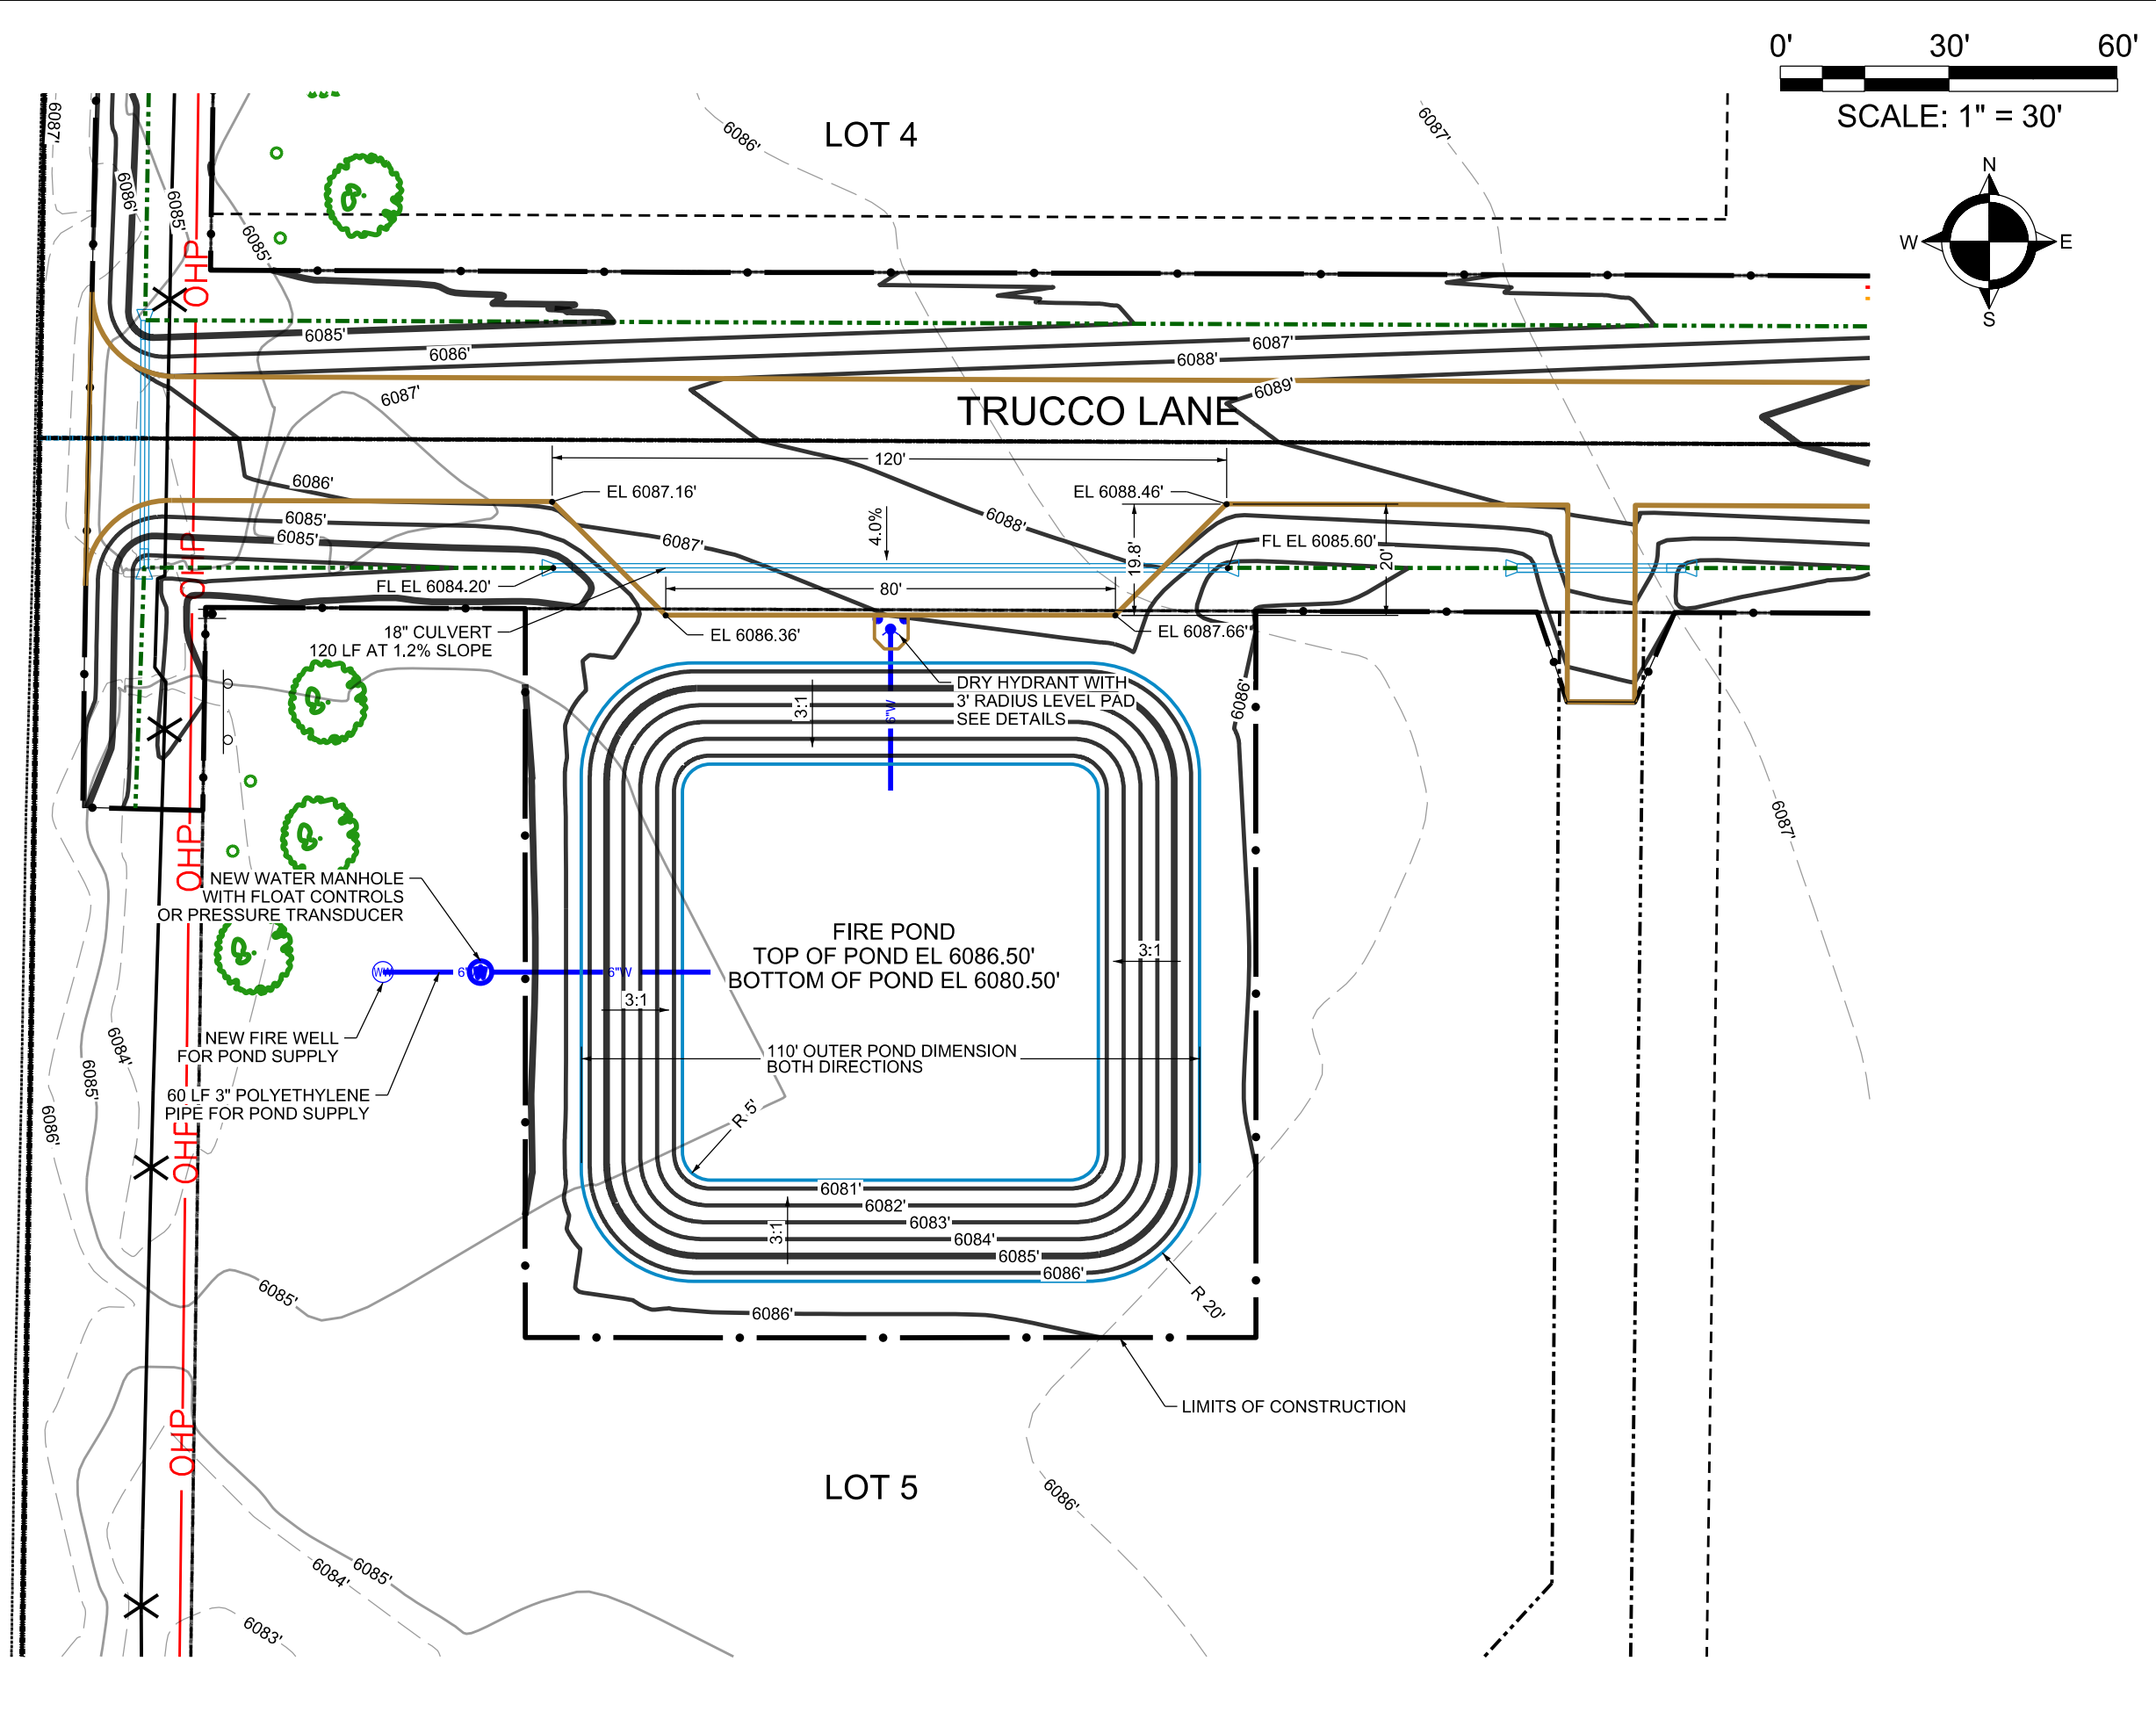 0' 30' 60'
SCALE: 1" = 30'
N
W E
S
LOT 4
6087'
6086'
6087'
6086'
6085'
6085'
OHP
6085'
6086'
6087'
6088'
6087'
6089'
TRUCCO LANE
120'
6086'
EL 6087.16'
EL 6088.46'
6085'
6085'
6087'
4.0%
6088'
19.8'
FL EL 6085.60'
20'
OHP
FL EL 6084.20'
80'
18" CULVERT
120 LF AT 1.2% SLOPE
EL 6086.36'
EL 6087.66'
DRY HYDRANT WITH
3' RADIUS LEVEL PAD
SEE DETAILS
3:1
6"W
6086'
6087'
OHP
NEW WATER MANHOLE
WITH FLOAT CONTROLS
OR PRESSURE TRANSDUCER
FIRE POND
TOP OF POND EL 6086.50'
BOTTOM OF POND EL 6080.50'
3:1
WW
6"W
3:1
NEW FIRE WELL
FOR POND SUPPLY
6084'
6085'
6086'
110' OUTER POND DIMENSION
BOTH DIRECTIONS
60 LF 3" POLYETHYLENE
PIPE FOR POND SUPPLY
OHP
R 5'
6081'
6082'
6083'
3:1
6084'
6085'
6086'
R 20'
6085'
6086'
LIMITS OF CONSTRUCTION
OHP
LOT 5
6086'
6085'
6084'
6083'